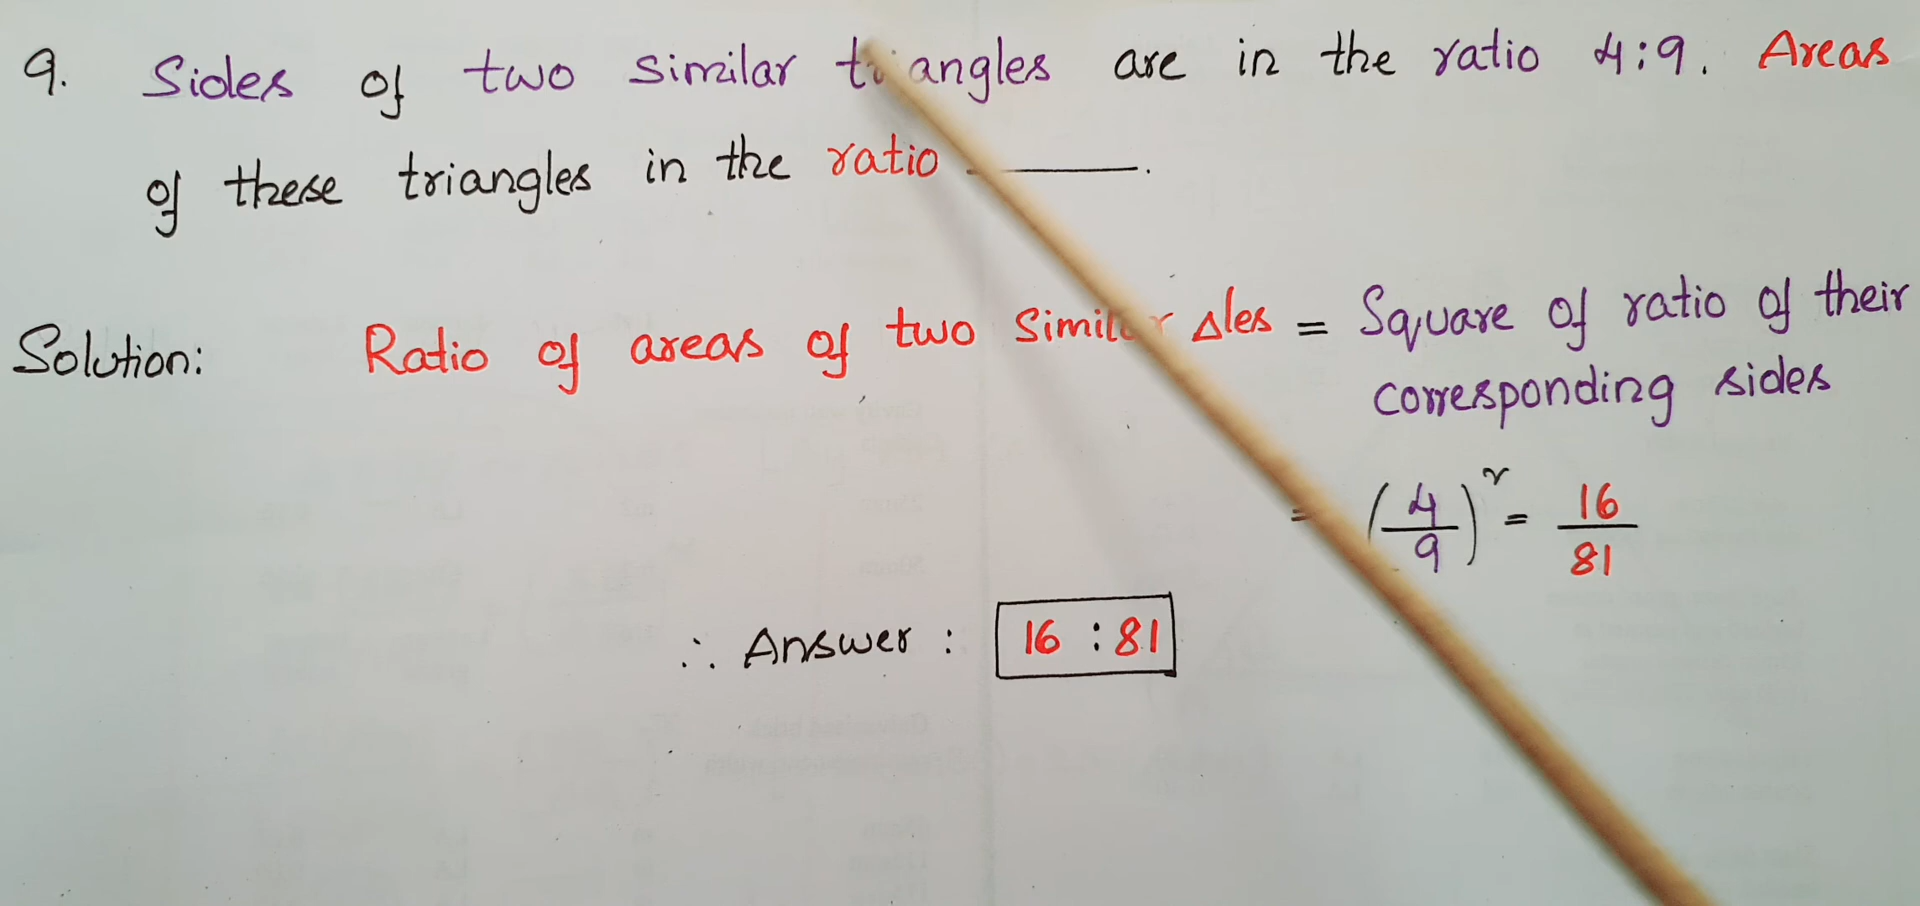 9. Sides of two similar triangles are in the ratio 4:9. Areas
of these triangles in the ratio ______.
Solution: Ratio of areas of two similar Δles = Square of ratio of their
corresponding sides
= (4/9)² = 16/81
∴ Answer : 16 : 81